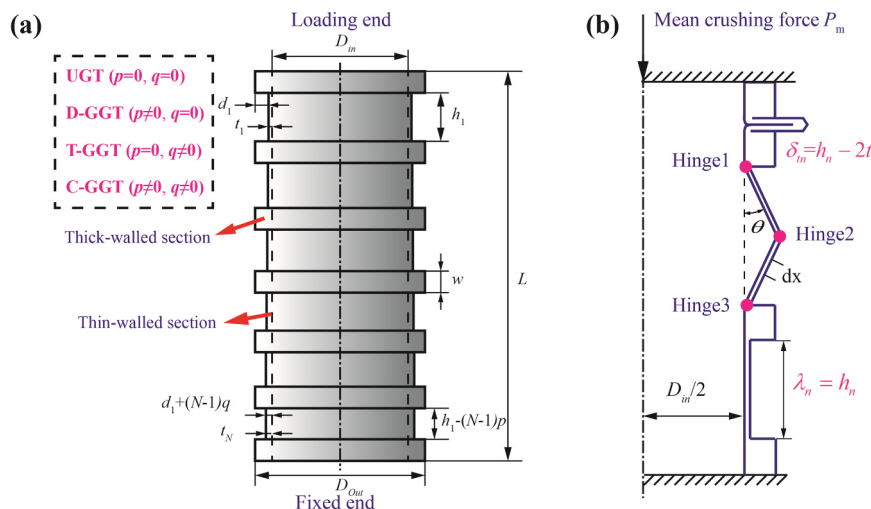 (a)
Loading end
D_in
UGT (p=0, q=0)
D-GGT (p≠0, q=0)
T-GGT (p=0, q≠0)
C-GGT (p≠0, q≠0)
d_1
t_1
h_1
Thick-walled section
w
L
Thin-walled section
d_1+(N-1)q
t_N
h_1-(N-1)p
D_Out
Fixed end
(b)
Mean crushing force P_m
δ_tn=h_n − 2t
Hinge1
θ
Hinge2
dx
Hinge3
D_in/2
λ_n = h_n